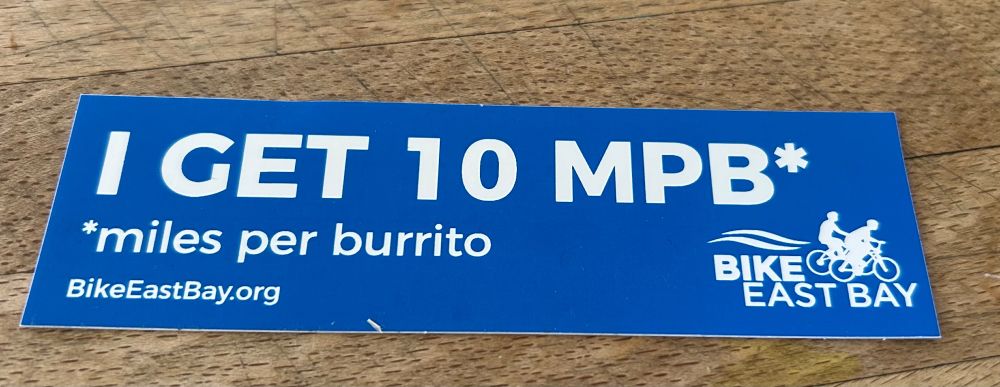 I GET 10 MPB*
*miles per burrito
BikeEastBay.org
BIKE
EAST BAY